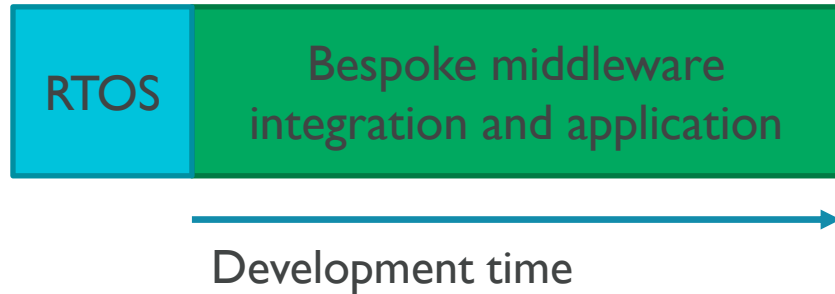 RTOS
Bespoke middleware
integration and application
Development time